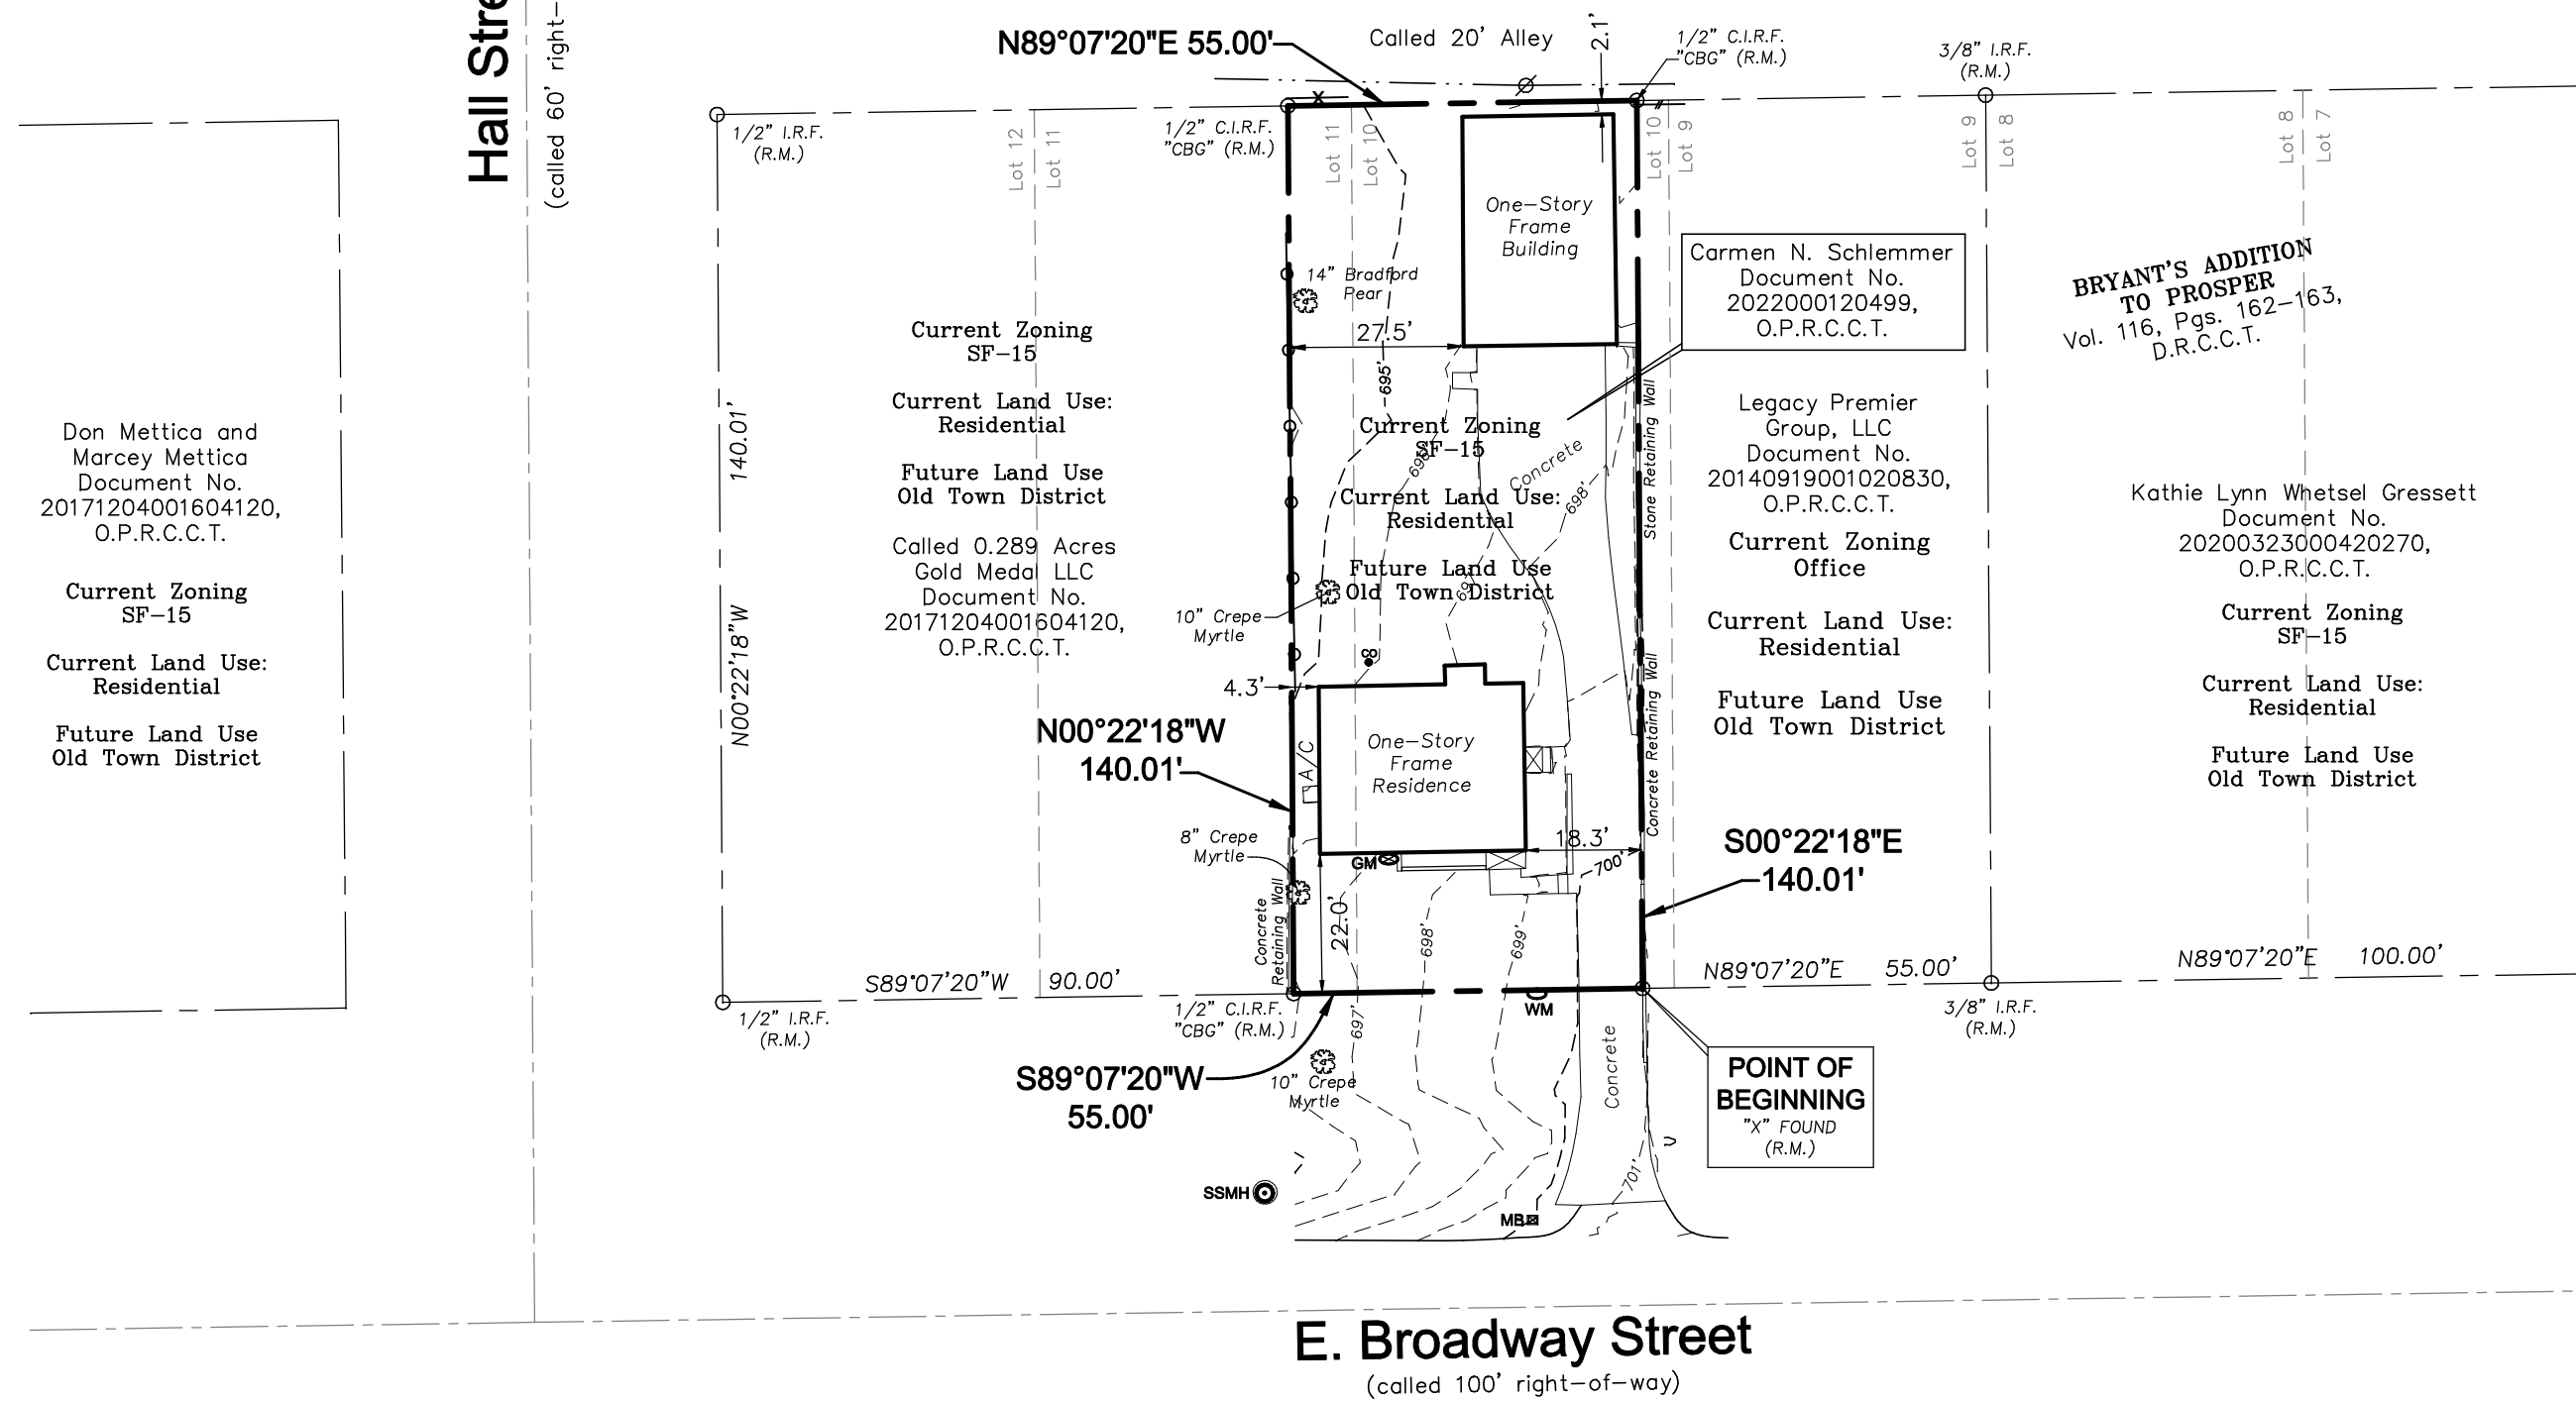 Hall Stre
(called 60' right-
N89°07'20"E 55.00'
Called 20' Alley
2.1'
1/2" C.I.R.F.
"CBG" (R.M.)
3/8" I.R.F.
(R.M.)
1/2" I.R.F.
(R.M.)
Lot 12
Lot 11
1/2" C.I.R.F.
"CBG" (R.M.)
Lot 11
Lot 10
Lot 10
Lot 9
Lot 9
Lot 8
Lot 8
Lot 7
One-Story
Frame
Building
14" Bradford
Pear
27.5'
695'
Carmen N. Schlemmer
Document No.
2022000120499,
O.P.R.C.C.T.
BRYANT'S ADDITION
TO PROSPER
Vol. 116, Pgs. 162-163,
D.R.C.C.T.
Don Mettica and
Marcey Mettica
Document No.
20171204001604120,
O.P.R.C.C.T.
Current Zoning
SF-15
Current Land Use:
Residential
Future Land Use
Old Town District
140.01'
N00°22'18"W
Current Zoning
SF-15
Current Land Use:
Residential
Future Land Use
Old Town District
Called 0.289 Acres
Gold Medal LLC
Document No.
20171204001604120,
O.P.R.C.C.T.
Current Zoning
SF-15
Current Land Use:
Residential
Future Land Use
Old Town District
696'
697'
698'
Concrete
Stone Retaining Wall
Concrete Retaining Wall
Legacy Premier
Group, LLC
Document No.
20140919001020830,
O.P.R.C.C.T.
Current Zoning
Office
Current Land Use:
Residential
Future Land Use
Old Town District
Kathie Lynn Whetsel Gressett
Document No.
20200323000420270,
O.P.R.C.C.T.
Current Zoning
SF-15
Current Land Use:
Residential
Future Land Use
Old Town District
10" Crepe
Myrtle
4.3'
N00°22'18"W
140.01'
A/C
One-Story
Frame
Residence
18.3'
700'
S00°22'18"E
140.01'
8" Crepe
Myrtle
GM
22.0'
Concrete
Retaining Wall
698'
699'
S89°07'20"W 90.00'
N89°07'20"E 55.00'
N89°07'20"E 100.00'
1/2" I.R.F.
(R.M.)
1/2" C.I.R.F.
"CBG" (R.M.)
697'
WM
3/8" I.R.F.
(R.M.)
S89°07'20"W
55.00'
10" Crepe
Myrtle
Concrete
POINT OF
BEGINNING
"X" FOUND
(R.M.)
701'
SSMH
MB
E. Broadway Street
(called 100' right-of-way)